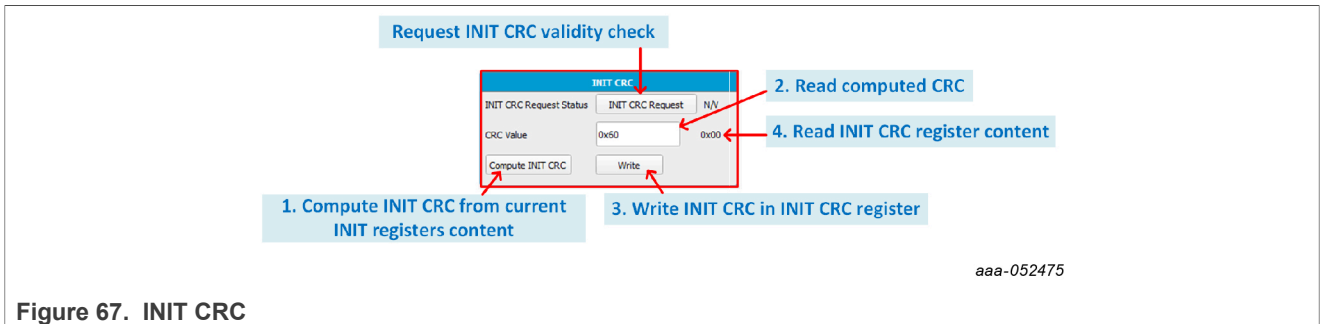 Request INIT CRC validity check
INIT CRC
INIT CRC Request Status INIT CRC Request N/V
2. Read computed CRC
CRC Value 0x60 0x00
4. Read INIT CRC register content
Compute INIT CRC Write
1. Compute INIT CRC from current
INIT registers content
3. Write INIT CRC in INIT CRC register
aaa-052475
Figure 67. INIT CRC